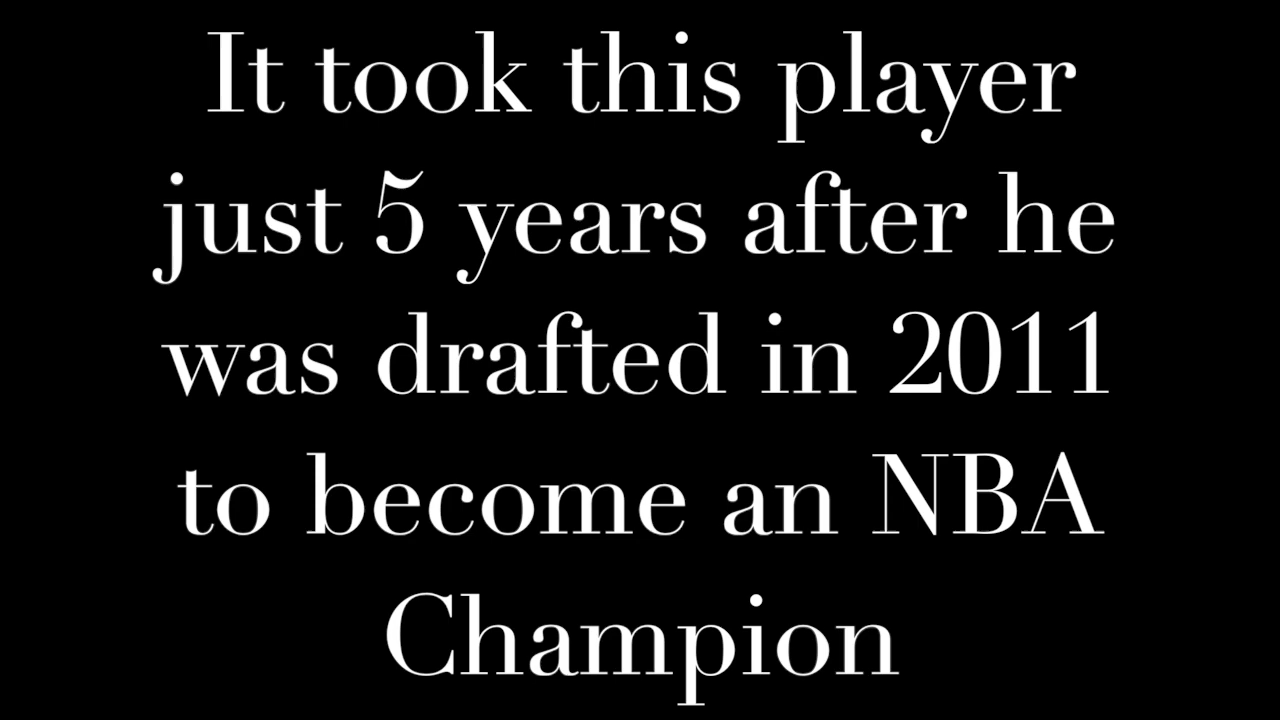 It took this player
just 5 years after he
was drafted in 2011
to become an NBA
Champion